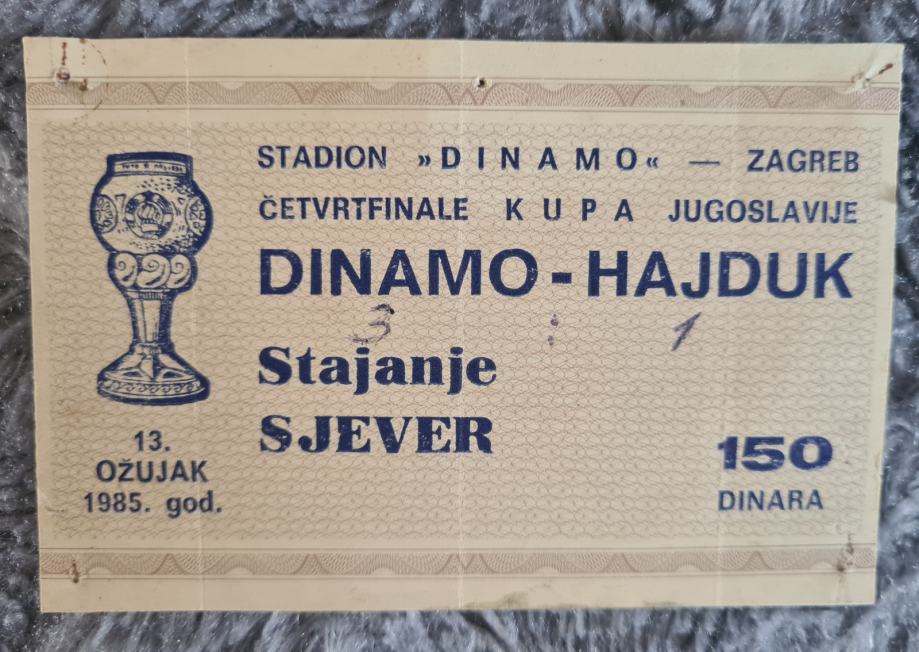 STADION »DINAMO« — ZAGREB
ČETVRTFINALE KUPA JUGOSLAVIJE
DINAMO-HAJDUK
3 : 1
Stajanje
SJEVER
13.
OŽUJAK
1985. god.
150
DINARA